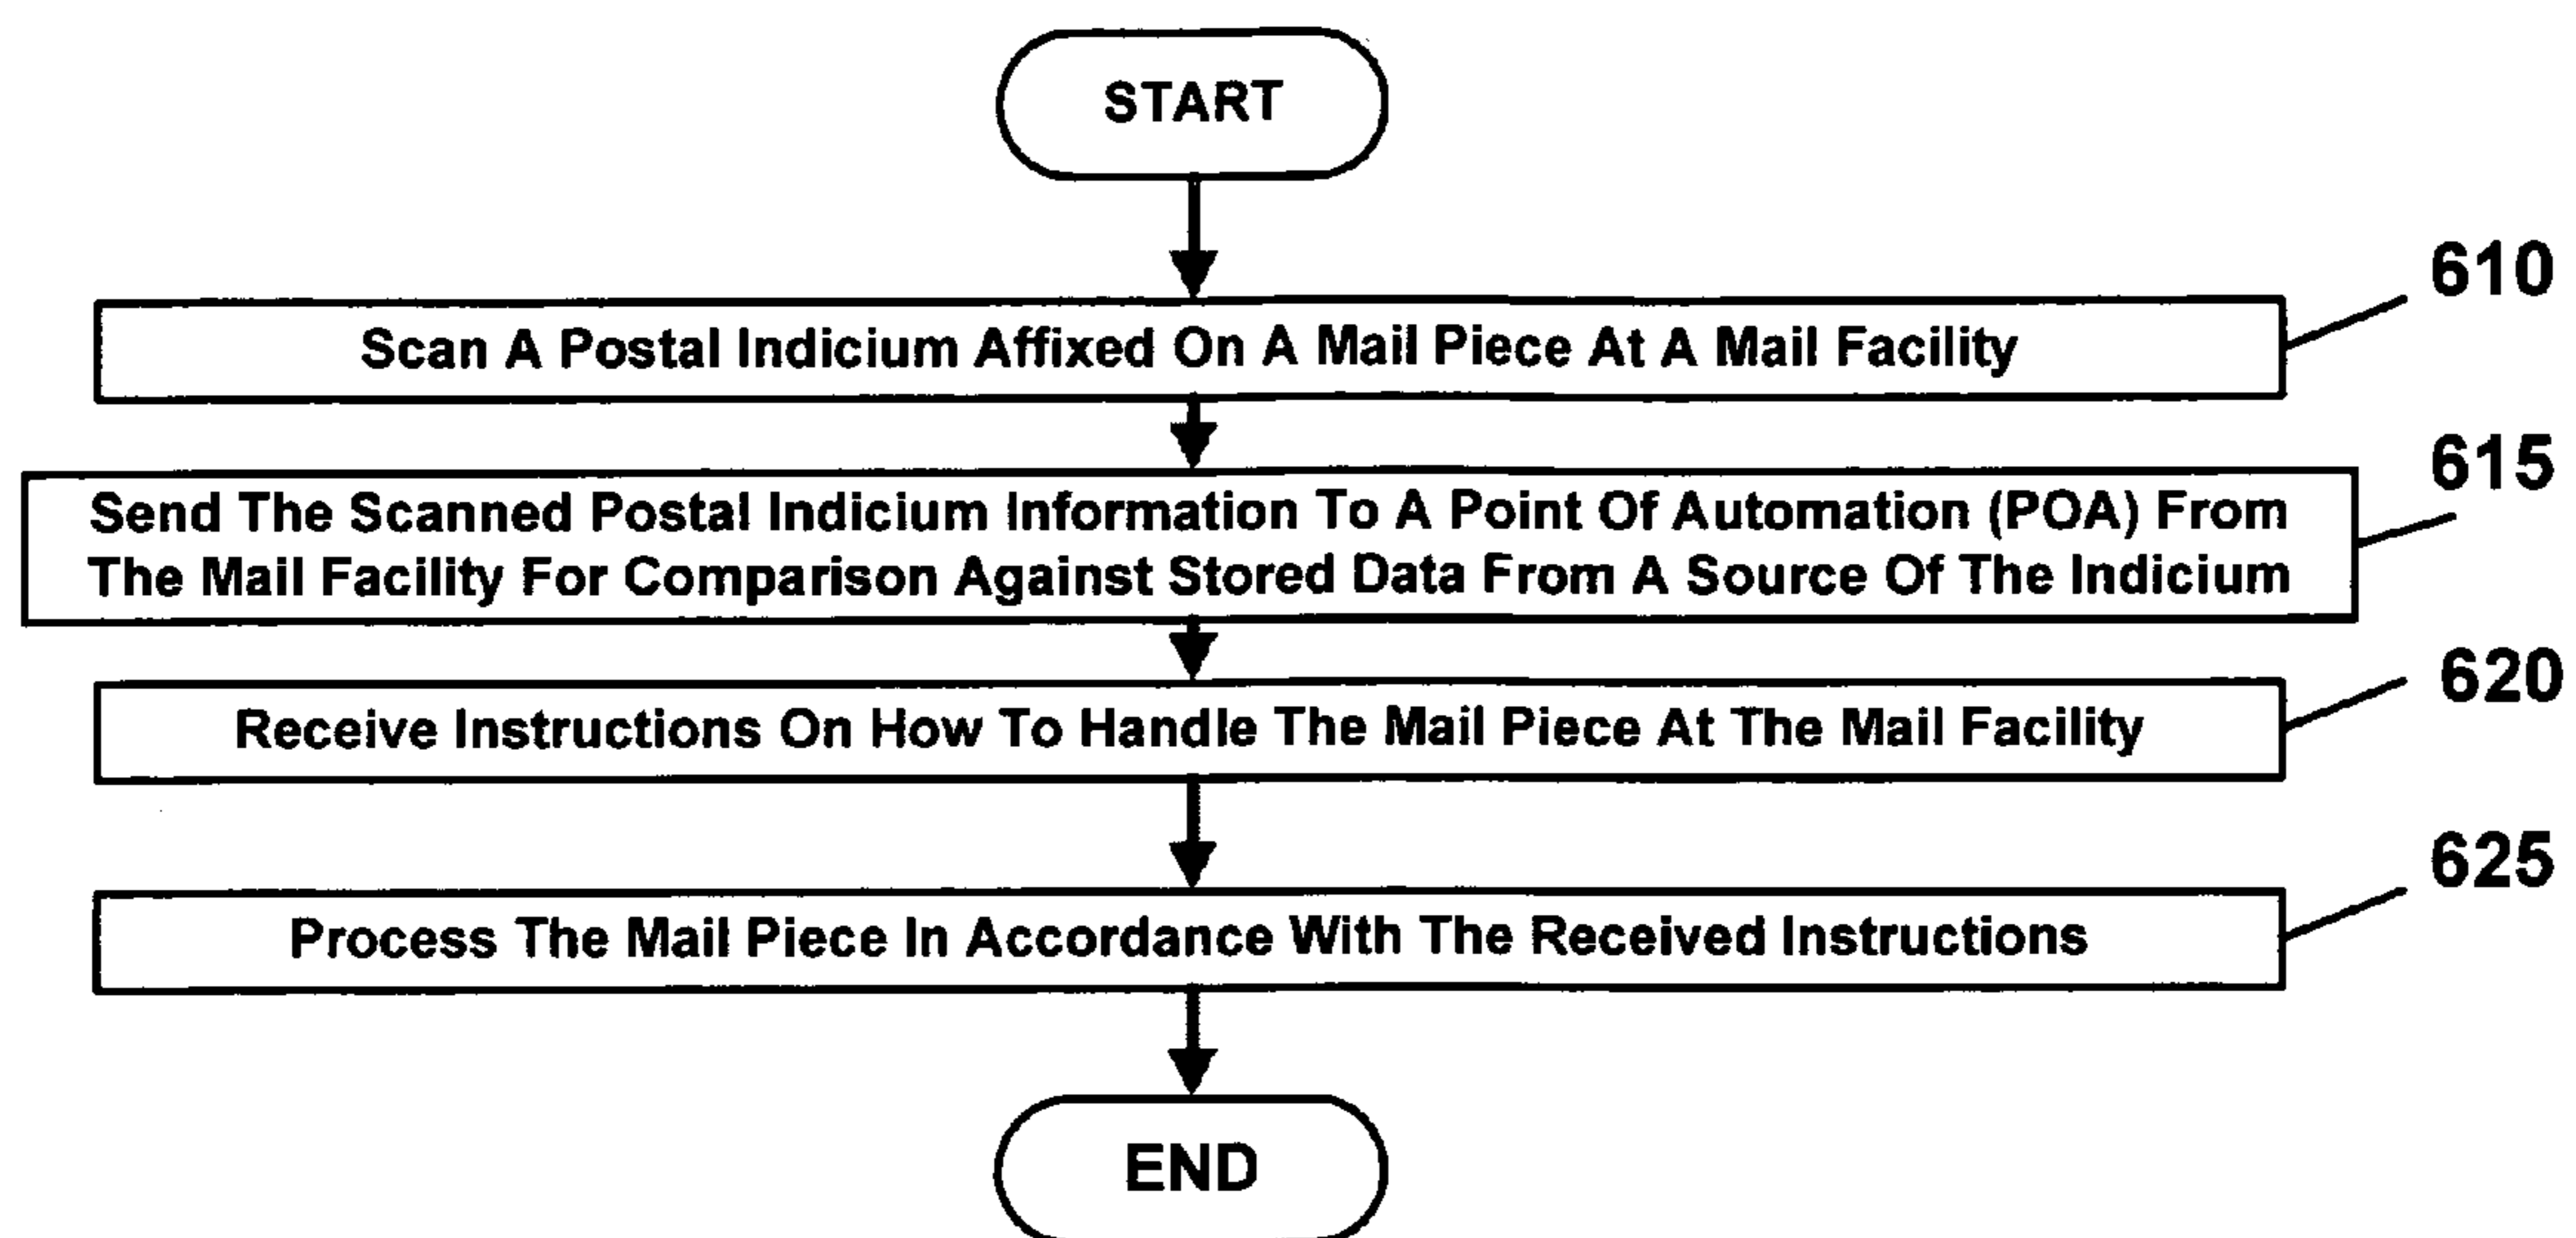 START
610
Scan A Postal Indicium Affixed On A Mail Piece At A Mail Facility
615
Send The Scanned Postal Indicium Information To A Point Of Automation (POA) From
The Mail Facility For Comparison Against Stored Data From A Source Of The Indicium
620
Receive Instructions On How To Handle The Mail Piece At The Mail Facility
625
Process The Mail Piece In Accordance With The Received Instructions
END